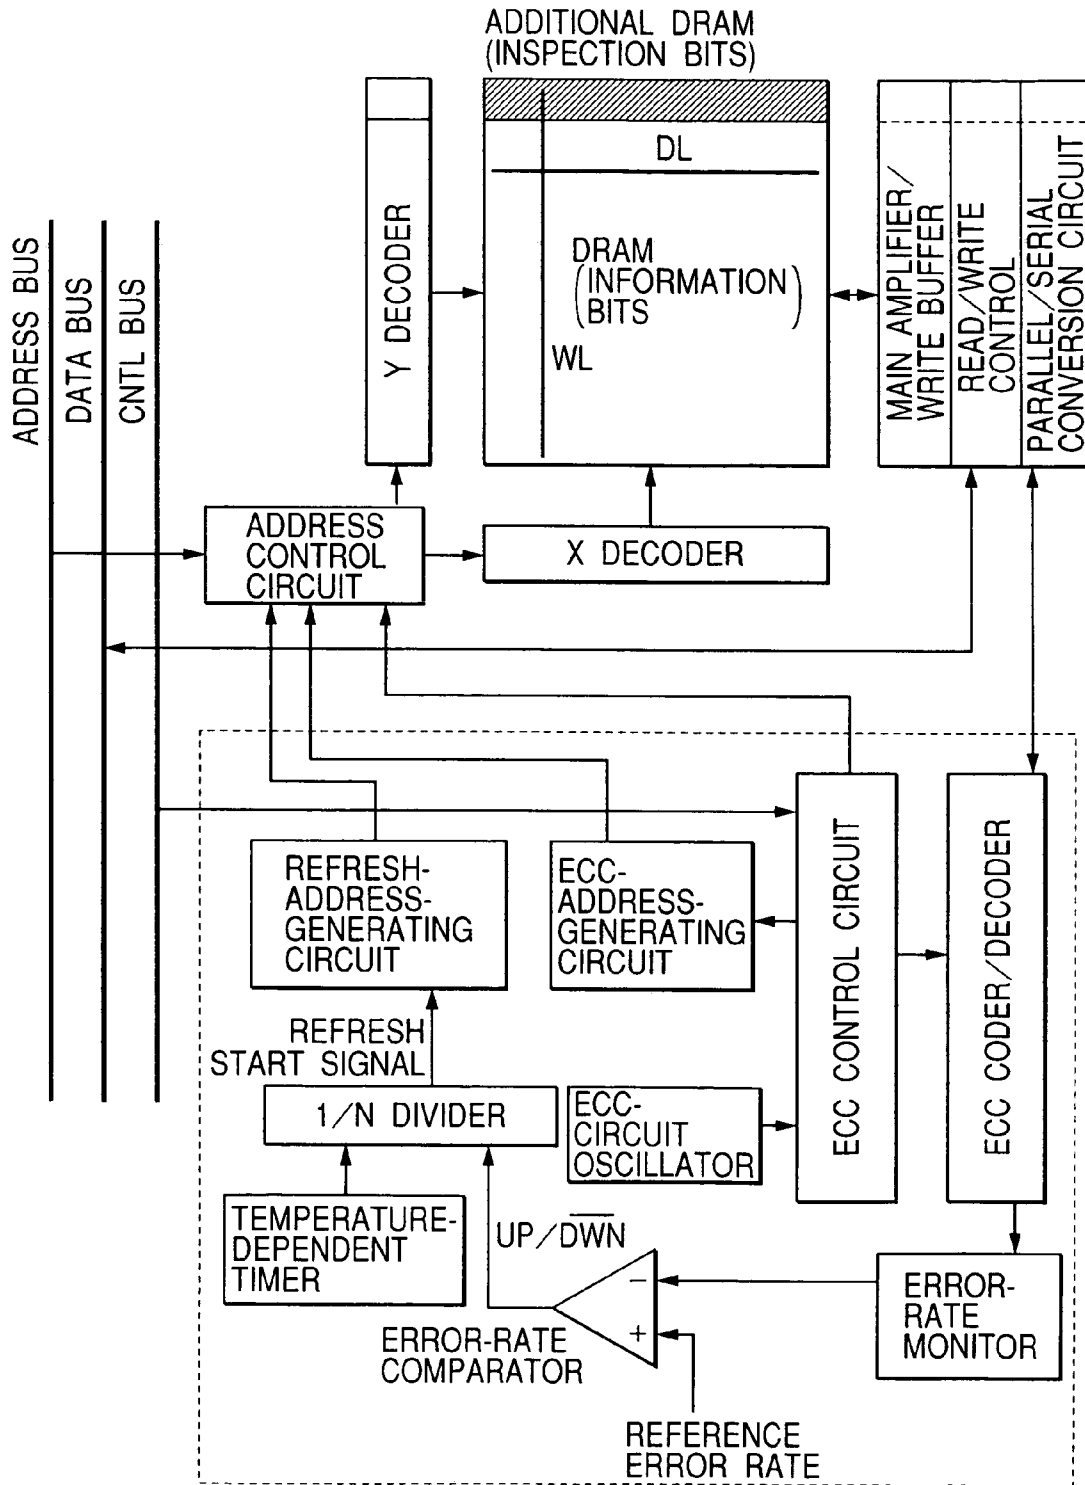 ADDITIONAL DRAM
(INSPECTION BITS)
DL
DRAM
(INFORMATION)
BITS
WL
Y DECODER
MAIN AMPLIFIER/
WRITE BUFFER
READ/WRITE
CONTROL
PARALLEL/SERIAL
CONVERSION CIRCUIT
ADDRESS BUS
DATA BUS
CNTL BUS
ADDRESS
CONTROL
CIRCUIT
X DECODER
REFRESH-
ADDRESS-
GENERATING
CIRCUIT
ECC-
ADDRESS-
GENERATING
CIRCUIT
ECC CONTROL CIRCUIT
ECC CODER/DECODER
REFRESH
START SIGNAL
1/N DIVIDER
ECC-
CIRCUIT
OSCILLATOR
TEMPERATURE-
DEPENDENT
TIMER
UP/D̅W̅N̅
−
+
ERROR-RATE
COMPARATOR
ERROR-
RATE
MONITOR
REFERENCE
ERROR RATE